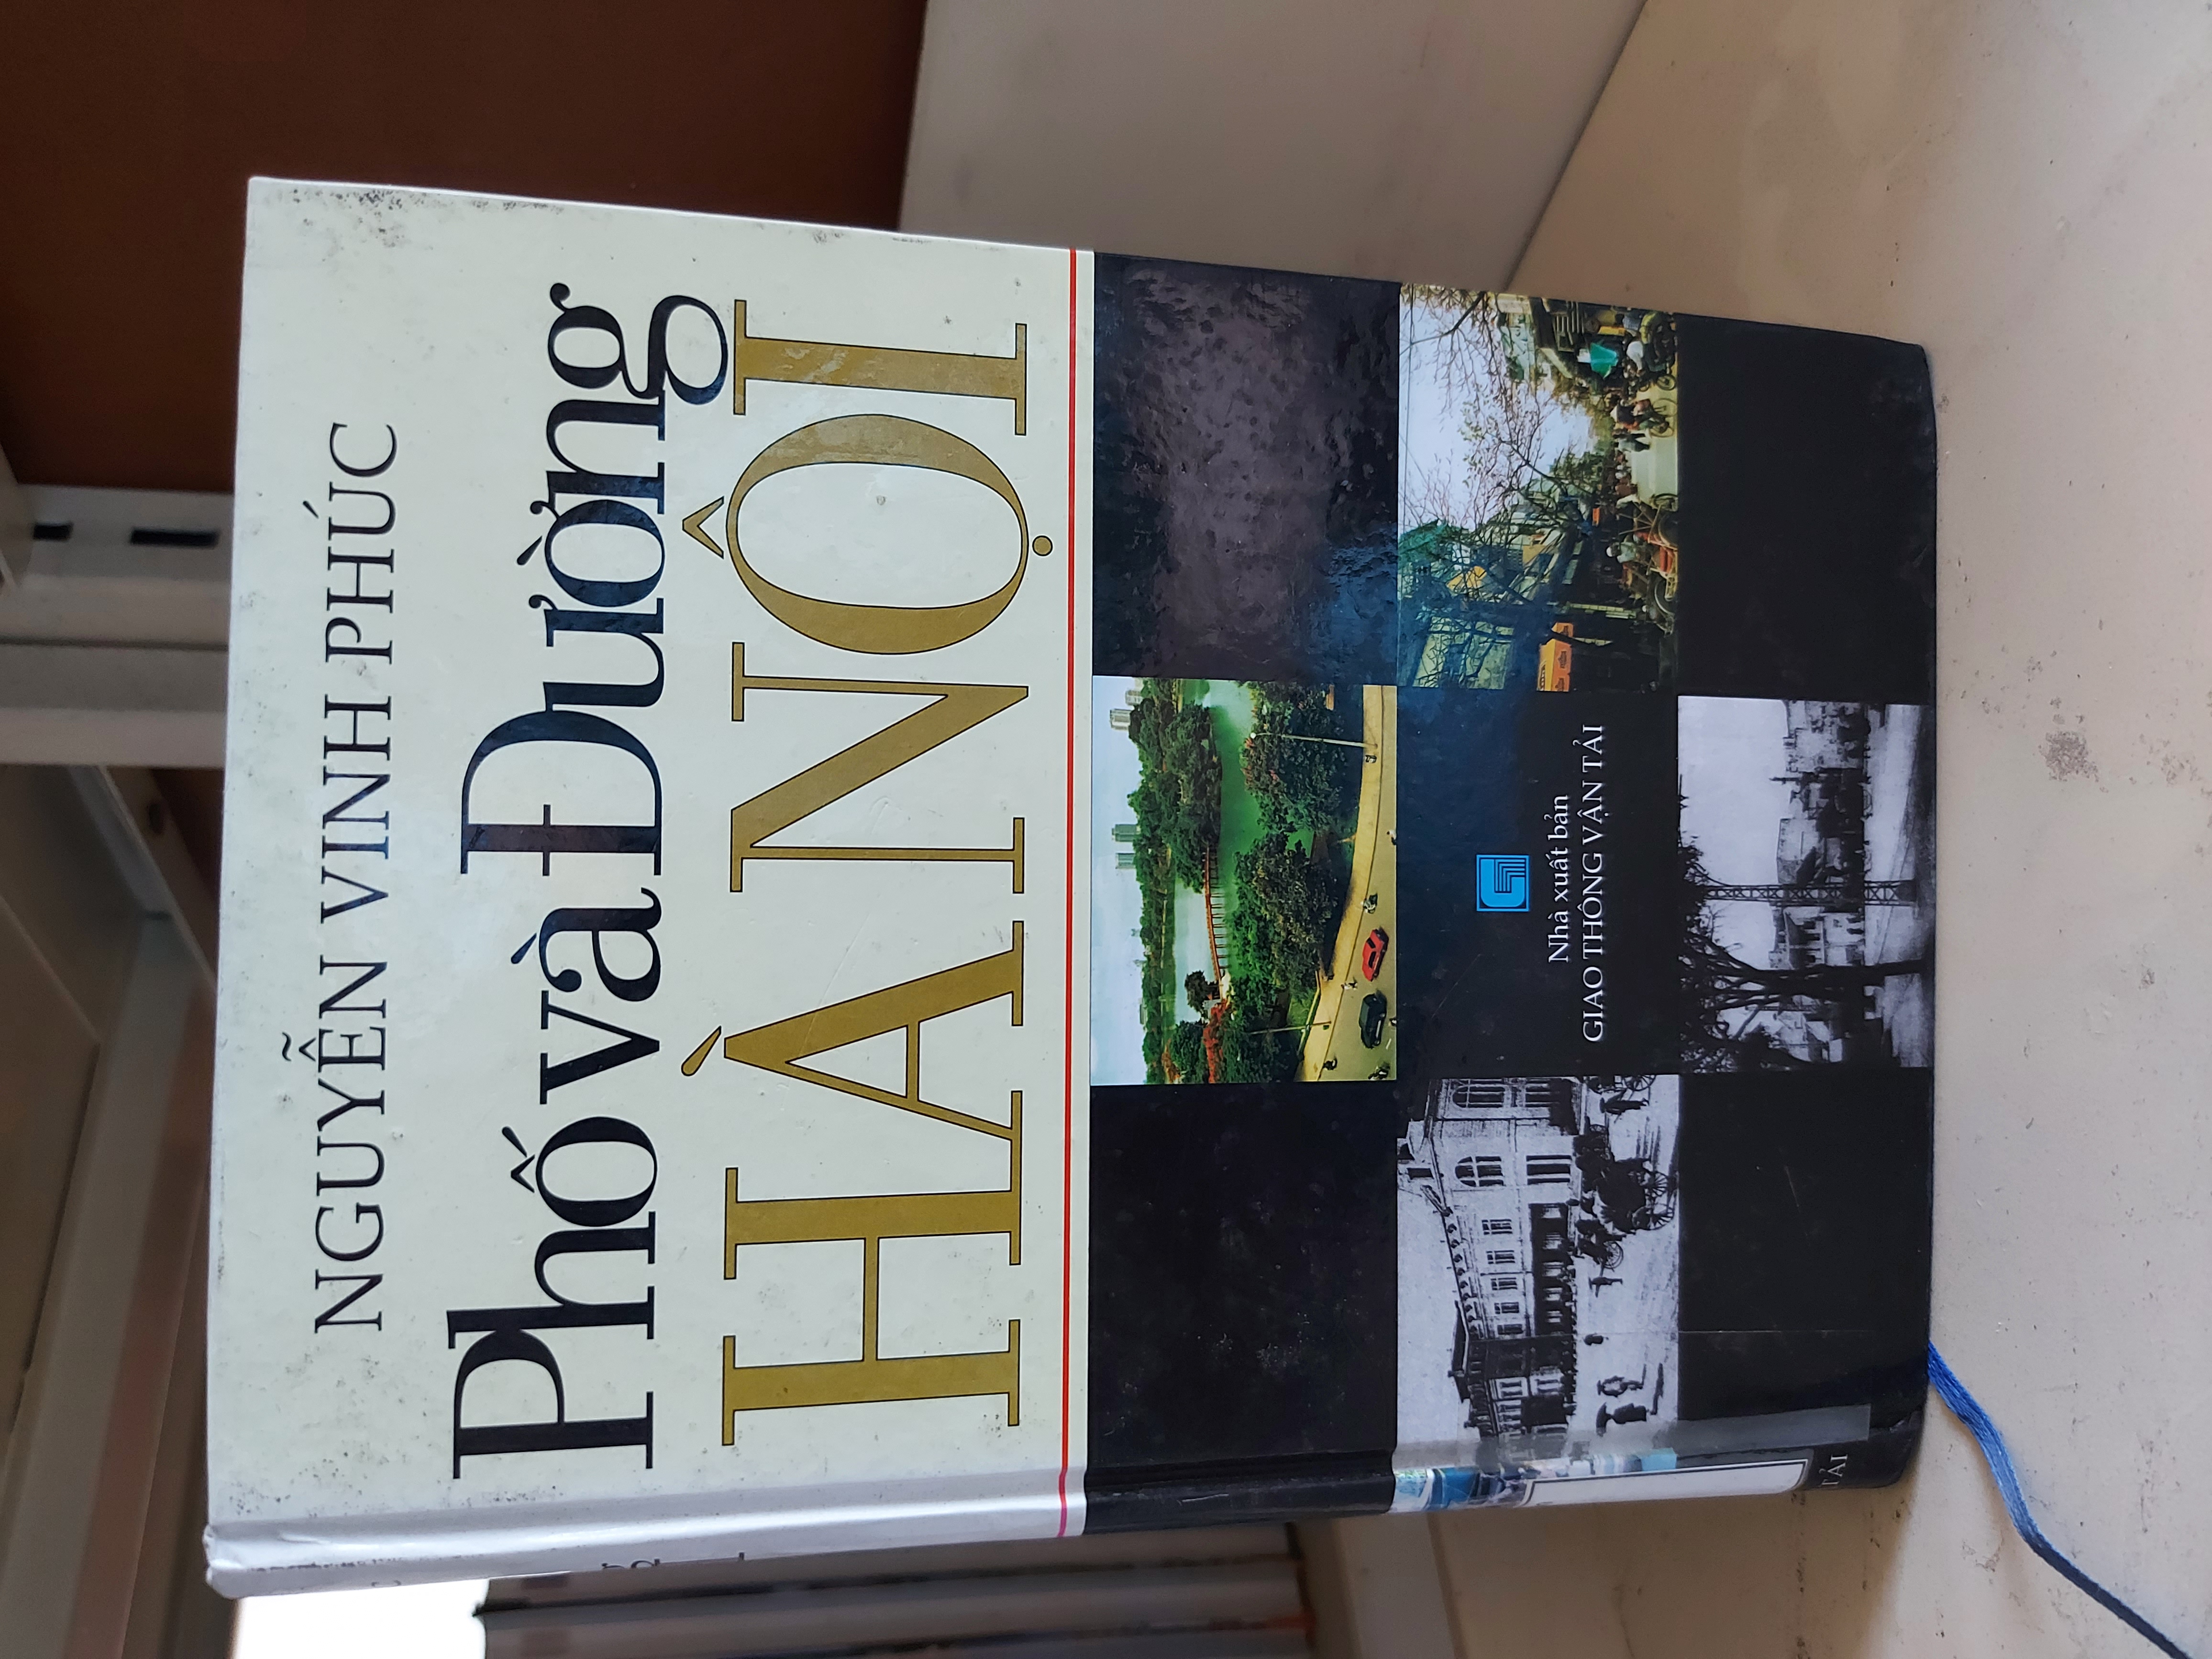 NGUYỄN VINH PHÚC
Phố và Đường
HÀ NỘI
Nhà xuất bản
GIAO THÔNG VẬN TẢI
TẢI